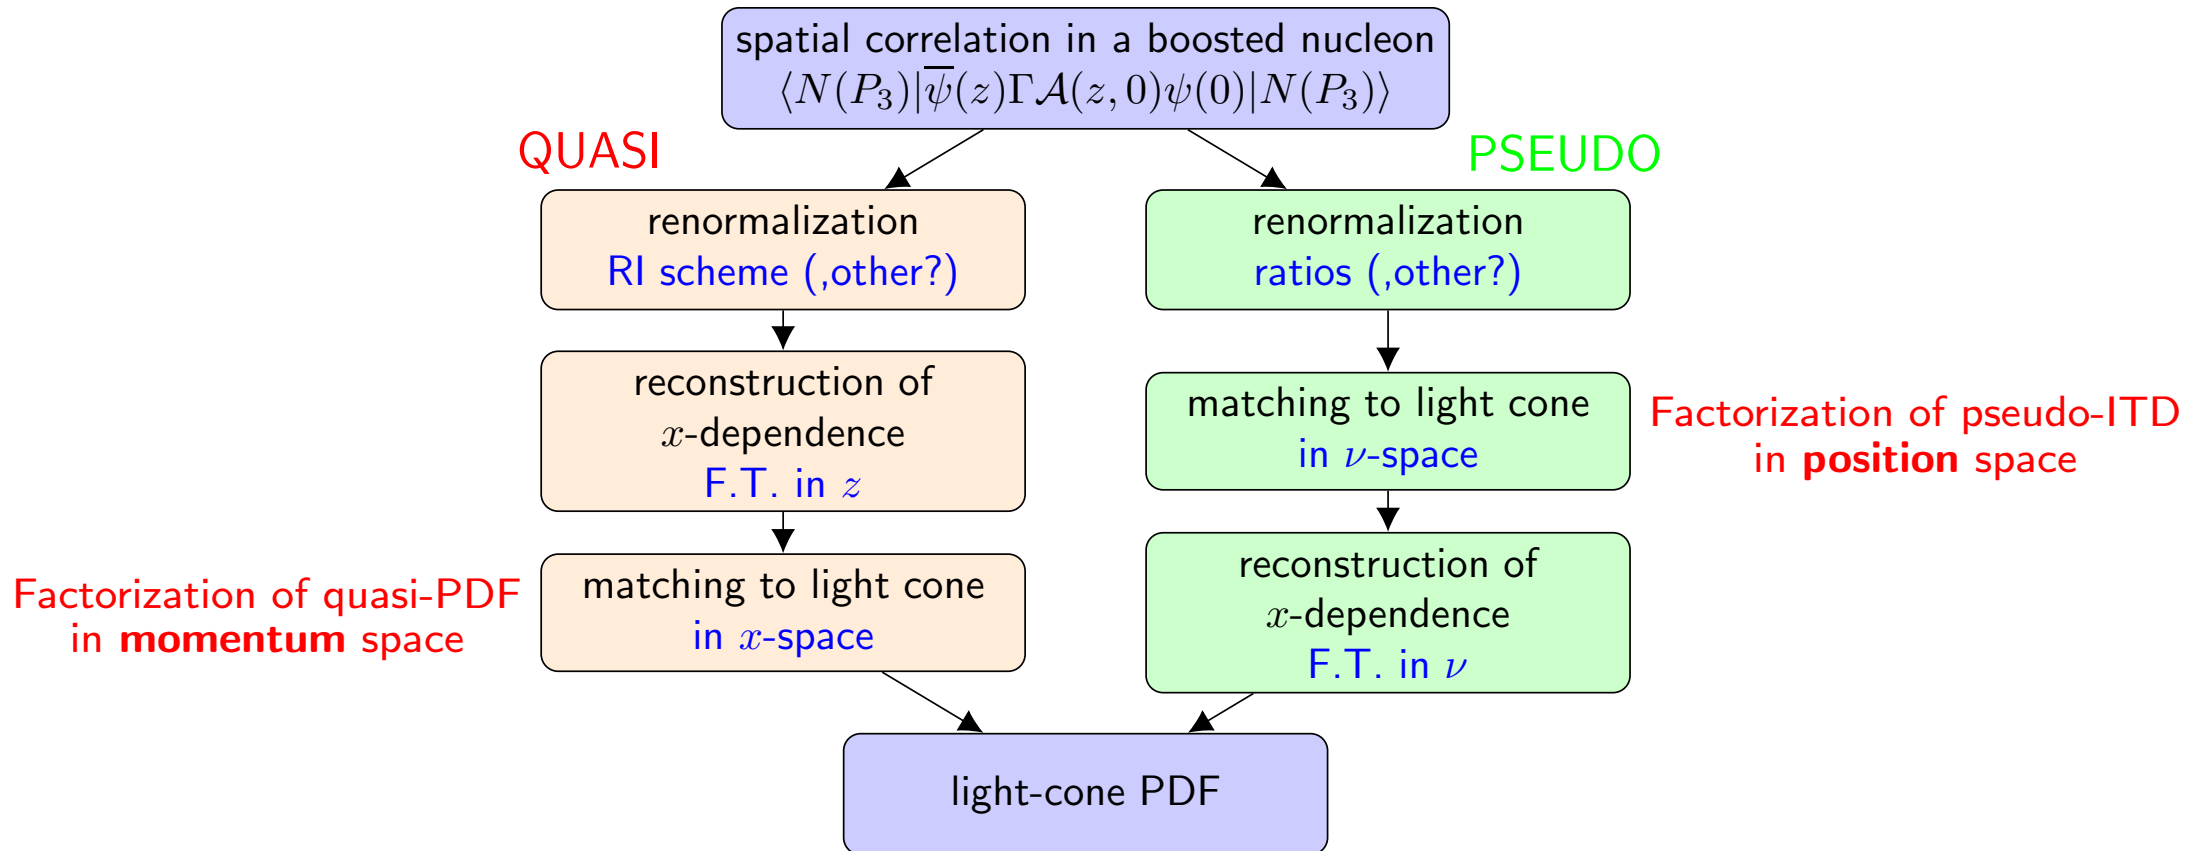 spatial correlation in a boosted nucleon
⟨N(P₃)|ψ̅(z)Γ𝒜(z, 0)ψ(0)|N(P₃)⟩
QUASI
PSEUDO
renormalization
RI scheme (,other?)
renormalization
ratios (,other?)
reconstruction of
x-dependence
F.T. in z
matching to light cone
in ν-space
Factorization of pseudo-ITD
in position space
Factorization of quasi-PDF
in momentum space
matching to light cone
in x-space
reconstruction of
x-dependence
F.T. in ν
light-cone PDF